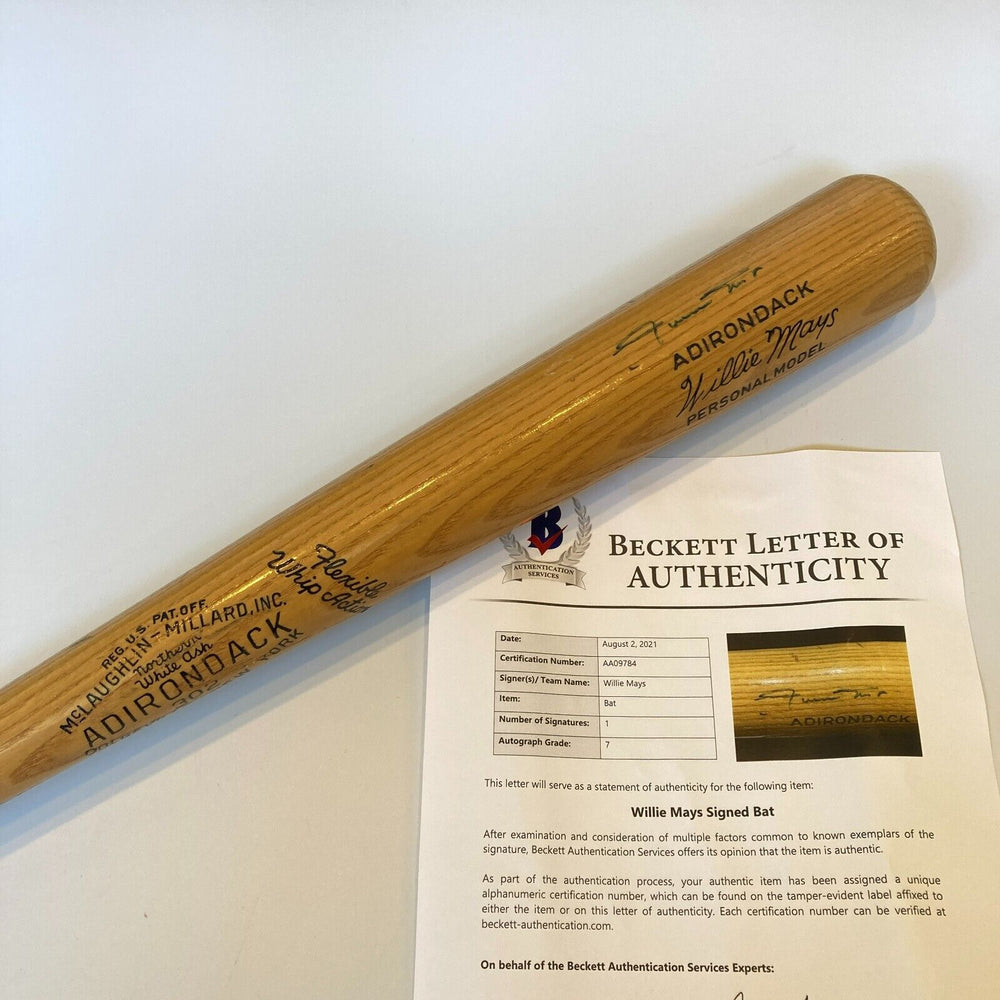 ADIRONDACK
Willie Mays
PERSONAL MODEL
Flexible
Whip Action
REG. U.S. PAT. OFF.
McLAUGHLIN-MILLARD, INC.
Northern
White Ash
ADIRONDACK
302
YORK
B
AUTHENTICATION
SERVICES
BECKETT LETTER OF
AUTHENTICITY
Date: August 2, 2021
Certification Number: AA09784
Signer(s)/ Team Name: Willie Mays
Item: Bat
Number of Signatures: 1
Autograph Grade: 7
ADIRONDACK
This letter will serve as a statement of authenticity for the following item:
Willie Mays Signed Bat
After examination and consideration of multiple factors common to known exemplars of the
signature, Beckett Authentication Services offers its opinion that the item is authentic.
As part of the authentication process, your authentic item has been assigned a unique
alphanumeric certification number, which can be found on the tamper-evident label affixed to
either the item or on this letter of authenticity. Each certification number can be verified at
beckett-authentication.com.
On behalf of the Beckett Authentication Services Experts: